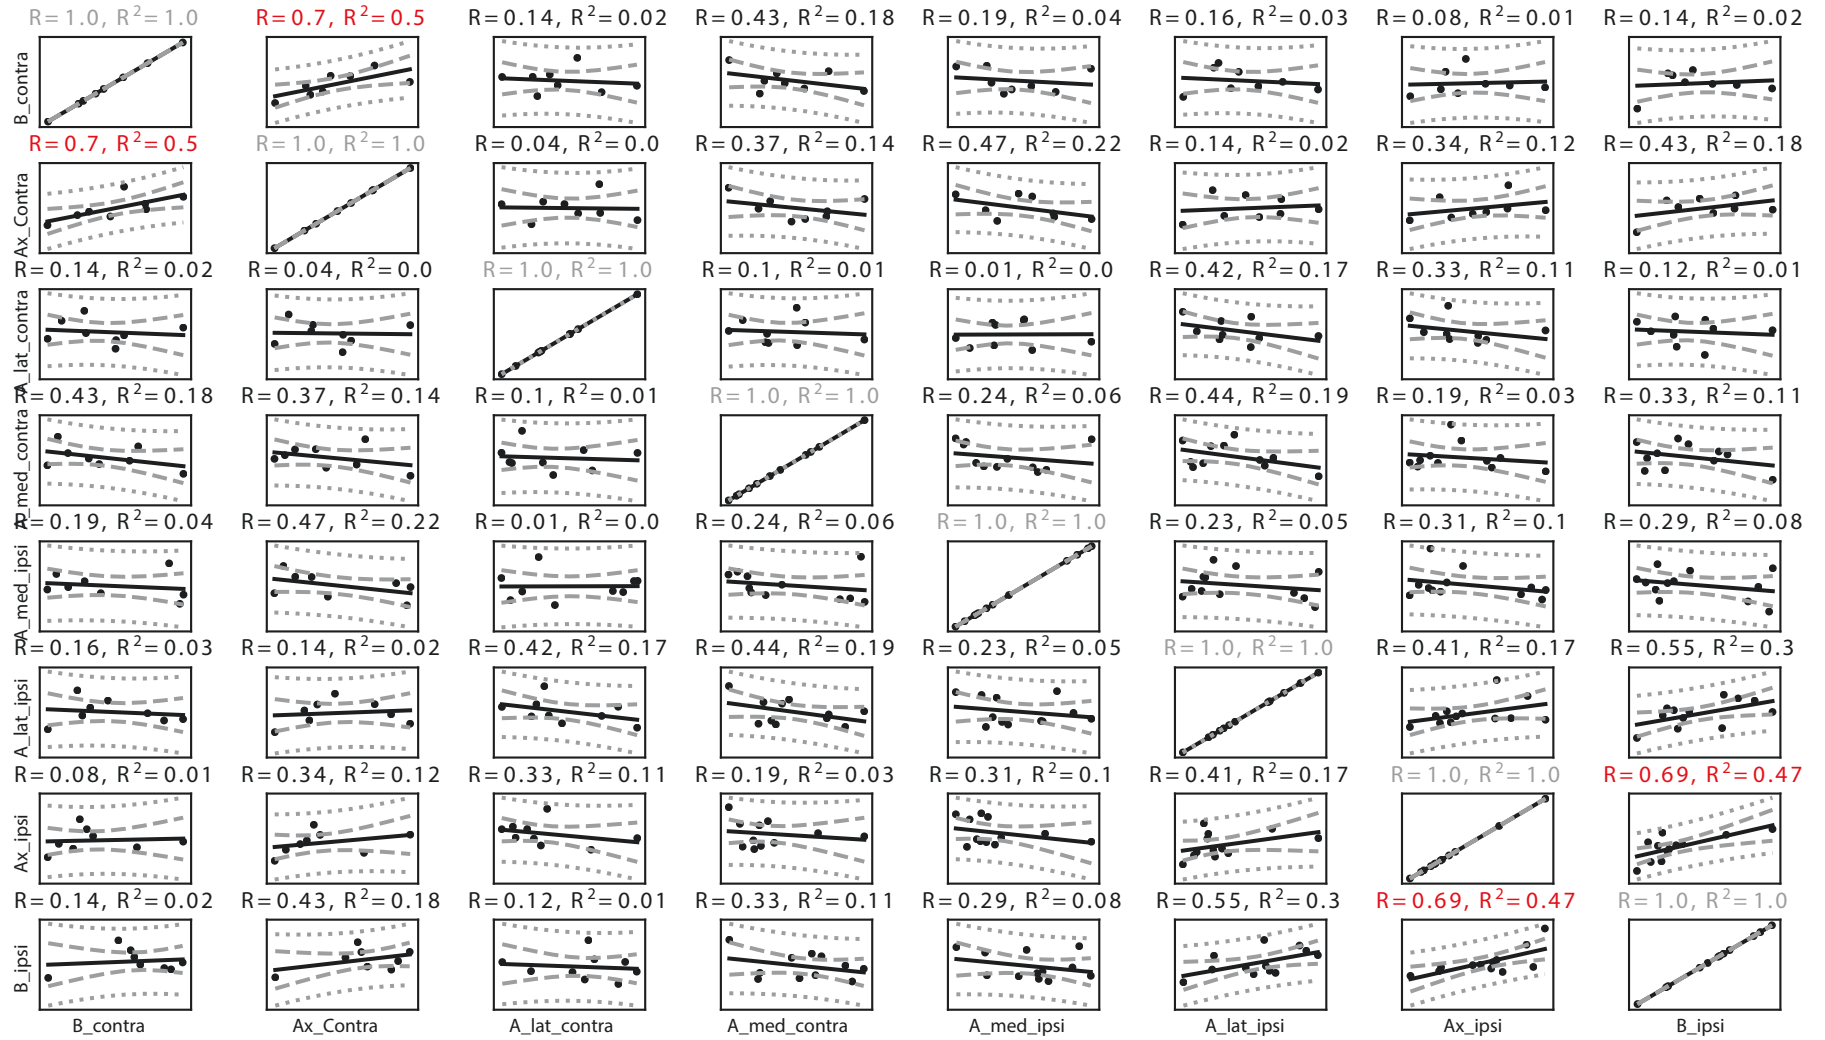 R=1.0, R²=1.0 R=0.7, R²=0.5 R=0.14, R²=0.02 R=0.43, R²=0.18 R=0.19, R²=0.04 R=0.16, R²=0.03 R=0.08, R²=0.01 R=0.14, R²=0.02
B_contra
R=0.7, R²=0.5 R=1.0, R²=1.0 R=0.04, R²=0.0 R=0.37, R²=0.14 R=0.47, R²=0.22 R=0.14, R²=0.02 R=0.34, R²=0.12 R=0.43, R²=0.18
Ax_Contra
R=0.14, R²=0.02 R=0.04, R²=0.0 R=1.0, R²=1.0 R=0.1, R²=0.01 R=0.01, R²=0.0 R=0.42, R²=0.17 R=0.33, R²=0.11 R=0.12, R²=0.01
A_lat_contra
R=0.43, R²=0.18 R=0.37, R²=0.14 R=0.1, R²=0.01 R=1.0, R²=1.0 R=0.24, R²=0.06 R=0.44, R²=0.19 R=0.19, R²=0.03 R=0.33, R²=0.11
A_med_contra
R=0.19, R²=0.04 R=0.47, R²=0.22 R=0.01, R²=0.0 R=0.24, R²=0.06 R=1.0, R²=1.0 R=0.23, R²=0.05 R=0.31, R²=0.1 R=0.29, R²=0.08
A_med_ipsi
R=0.16, R²=0.03 R=0.14, R²=0.02 R=0.42, R²=0.17 R=0.44, R²=0.19 R=0.23, R²=0.05 R=1.0, R²=1.0 R=0.41, R²=0.17 R=0.55, R²=0.3
A_lat_ipsi
R=0.08, R²=0.01 R=0.34, R²=0.12 R=0.33, R²=0.11 R=0.19, R²=0.03 R=0.31, R²=0.1 R=0.41, R²=0.17 R=1.0, R²=1.0 R=0.69, R²=0.47
Ax_ipsi
R=0.14, R²=0.02 R=0.43, R²=0.18 R=0.12, R²=0.01 R=0.33, R²=0.11 R=0.29, R²=0.08 R=0.55, R²=0.3 R=0.69, R²=0.47 R=1.0, R²=1.0
B_ipsi
B_contra Ax_Contra A_lat_contra A_med_contra A_med_ipsi A_lat_ipsi Ax_ipsi B_ipsi